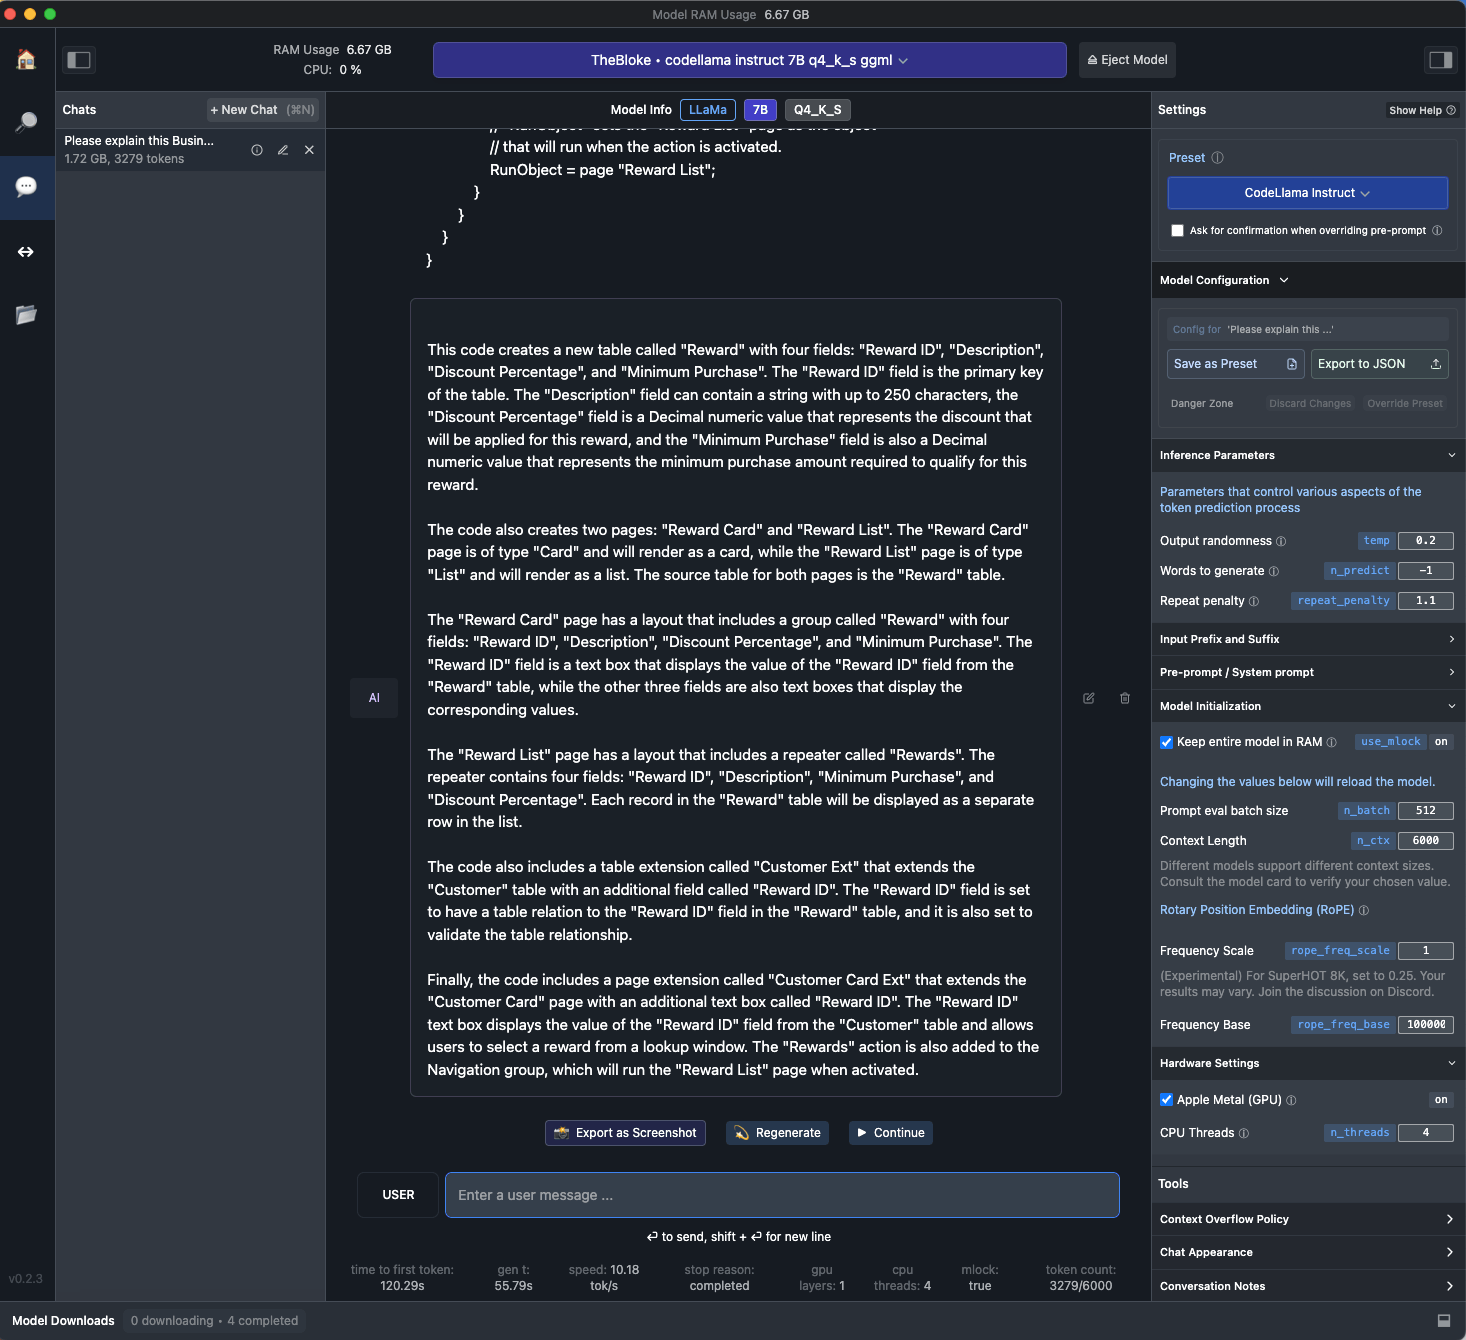 Model RAM Usage 6.67 GB
RAM Usage 6.67 GB
CPU: 0 %
TheBloke • codellama instruct 7B q4_k_s ggml
Eject Model
Chats
+ New Chat (⌘N)
Please explain this Busin...
1.72 GB, 3279 tokens
Model Info LLaMa 7B Q4_K_S
// "RunObject" sets the "Reward List" page as the object
// that will run when the action is activated.
RunObject = page "Reward List";
}
}
}
}
This code creates a new table called "Reward" with four fields: "Reward ID", "Description",
"Discount Percentage", and "Minimum Purchase". The "Reward ID" field is the primary key
of the table. The "Description" field can contain a string with up to 250 characters, the
"Discount Percentage" field is a Decimal numeric value that represents the discount that
will be applied for this reward, and the "Minimum Purchase" field is also a Decimal
numeric value that represents the minimum purchase amount required to qualify for this
reward.
The code also creates two pages: "Reward Card" and "Reward List". The "Reward Card"
page is of type "Card" and will render as a card, while the "Reward List" page is of type
"List" and will render as a list. The source table for both pages is the "Reward" table.
The "Reward Card" page has a layout that includes a group called "Reward" with four
fields: "Reward ID", "Description", "Discount Percentage", and "Minimum Purchase". The
"Reward ID" field is a text box that displays the value of the "Reward ID" field from the
"Reward" table, while the other three fields are also text boxes that display the
corresponding values.
AI
The "Reward List" page has a layout that includes a repeater called "Rewards". The
repeater contains four fields: "Reward ID", "Description", "Minimum Purchase", and
"Discount Percentage". Each record in the "Reward" table will be displayed as a separate
row in the list.
The code also includes a table extension called "Customer Ext" that extends the
"Customer" table with an additional field called "Reward ID". The "Reward ID" field is set
to have a table relation to the "Reward ID" field in the "Reward" table, and it is also set to
validate the table relationship.
Finally, the code includes a page extension called "Customer Card Ext" that extends the
"Customer Card" page with an additional text box called "Reward ID". The "Reward ID"
text box displays the value of the "Reward ID" field from the "Customer" table and allows
users to select a reward from a lookup window. The "Rewards" action is also added to the
Navigation group, which will run the "Reward List" page when activated.
Export as Screenshot
Regenerate
Continue
USER
Enter a user message ...
⏎ to send, shift + ⏎ for new line
time to first token: 120.29s
gen t: 55.79s
speed: 10.18 tok/s
stop reason: completed
gpu layers: 1
cpu threads: 4
mlock: true
token count: 3279/6000
Settings
Show Help
Preset
CodeLlama Instruct
Ask for confirmation when overriding pre-prompt
Model Configuration
Config for 'Please explain this ...'
Save as Preset
Export to JSON
Danger Zone
Discard Changes
Override Preset
Inference Parameters
Parameters that control various aspects of the
token prediction process
Output randomness temp 0.2
Words to generate n_predict -1
Repeat penalty repeat_penalty 1.1
Input Prefix and Suffix
Pre-prompt / System prompt
Model Initialization
Keep entire model in RAM use_mlock on
Changing the values below will reload the model.
Prompt eval batch size n_batch 512
Context Length n_ctx 6000
Different models support different context sizes.
Consult the model card to verify your chosen value.
Rotary Position Embedding (RoPE)
Frequency Scale rope_freq_scale 1
(Experimental) For SuperHOT 8K, set to 0.25. Your
results may vary. Join the discussion on Discord.
Frequency Base rope_freq_base 100000
Hardware Settings
Apple Metal (GPU) on
CPU Threads n_threads 4
Tools
Context Overflow Policy
Chat Appearance
Conversation Notes
v0.2.3
Model Downloads 0 downloading • 4 completed